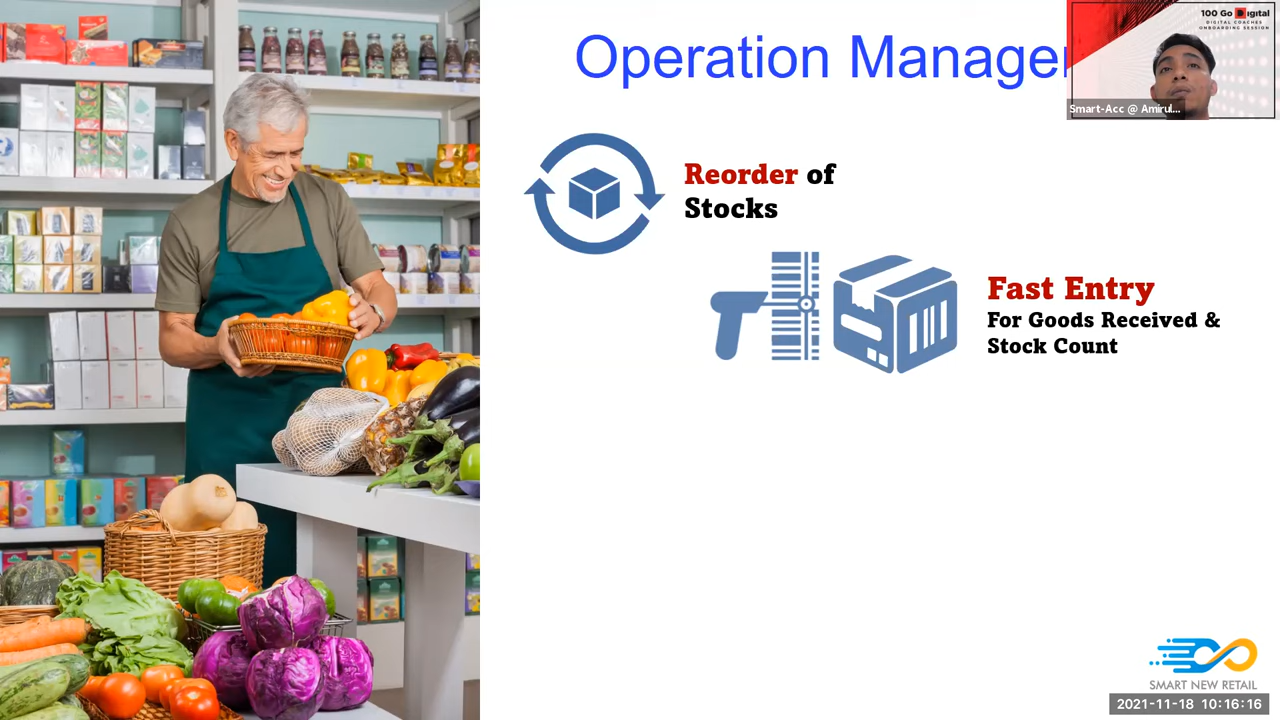 Operation Manage
100 Go Digital
DIGITAL COACHES
ONBOARDING SESSION
Smart-Acc @ Amirul...
Reorder of
Stocks
Fast Entry
For Goods Received &
Stock Count
SMART NEW RETAIL
2021-11-18 10:16:16